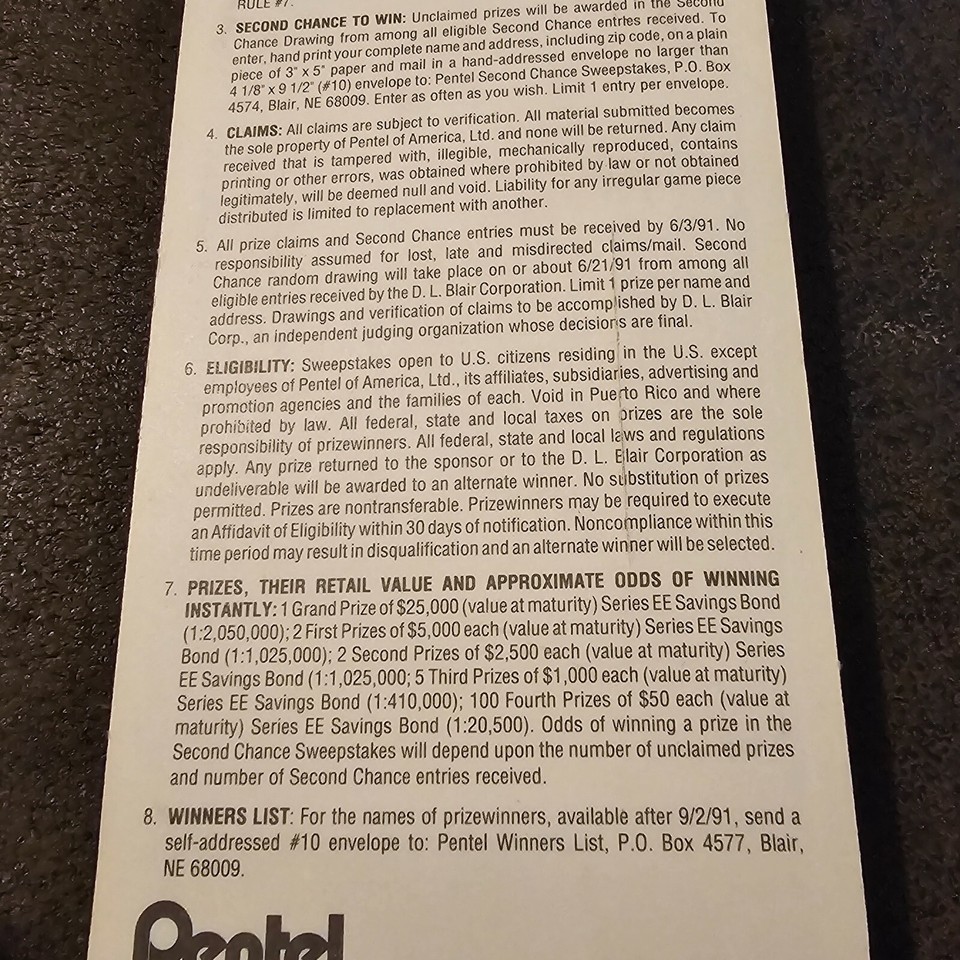 RULE #7.
3. SECOND CHANCE TO WIN: Unclaimed prizes will be awarded in the Second
Chance Drawing from among all eligible Second Chance entries received. To
enter, hand print your complete name and address, including zip code, on a plain
piece of 3" x 5" paper and mail in a hand-addressed envelope no larger than
4 1/8" x 9 1/2" (#10) envelope to: Pentel Second Chance Sweepstakes, P.O. Box
4574, Blair, NE 68009. Enter as often as you wish. Limit 1 entry per envelope.
4. CLAIMS: All claims are subject to verification. All material submitted becomes
the sole property of Pentel of America, Ltd. and none will be returned. Any claim
received that is tampered with, illegible, mechanically reproduced, contains
printing or other errors, was obtained where prohibited by law or not obtained
legitimately, will be deemed null and void. Liability for any irregular game piece
distributed is limited to replacement with another.
5. All prize claims and Second Chance entries must be received by 6/3/91. No
responsibility assumed for lost, late and misdirected claims/mail. Second
Chance random drawing will take place on or about 6/21/91 from among all
eligible entries received by the D. L. Blair Corporation. Limit 1 prize per name and
address. Drawings and verification of claims to be accomplished by D. L. Blair
Corp., an independent judging organization whose decisions are final.
6. ELIGIBILITY: Sweepstakes open to U.S. citizens residing in the U.S. except
employees of Pentel of America, Ltd., its affiliates, subsidiaries, advertising and
promotion agencies and the families of each. Void in Puerto Rico and where
prohibited by law. All federal, state and local taxes on prizes are the sole
responsibility of prizewinners. All federal, state and local laws and regulations
apply. Any prize returned to the sponsor or to the D. L. Blair Corporation as
undeliverable will be awarded to an alternate winner. No substitution of prizes
permitted. Prizes are nontransferable. Prizewinners may be required to execute
an Affidavit of Eligibility within 30 days of notification. Noncompliance within this
time period may result in disqualification and an alternate winner will be selected.
7. PRIZES, THEIR RETAIL VALUE AND APPROXIMATE ODDS OF WINNING
INSTANTLY: 1 Grand Prize of $25,000 (value at maturity) Series EE Savings Bond
(1:2,050,000); 2 First Prizes of $5,000 each (value at maturity) Series EE Savings
Bond (1:1,025,000); 2 Second Prizes of $2,500 each (value at maturity) Series
EE Savings Bond (1:1,025,000; 5 Third Prizes of $1,000 each (value at maturity)
Series EE Savings Bond (1:410,000); 100 Fourth Prizes of $50 each (value at
maturity) Series EE Savings Bond (1:20,500). Odds of winning a prize in the
Second Chance Sweepstakes will depend upon the number of unclaimed prizes
and number of Second Chance entries received.
8. WINNERS LIST: For the names of prizewinners, available after 9/2/91, send a
self-addressed #10 envelope to: Pentel Winners List, P.O. Box 4577, Blair,
NE 68009.
Pentel